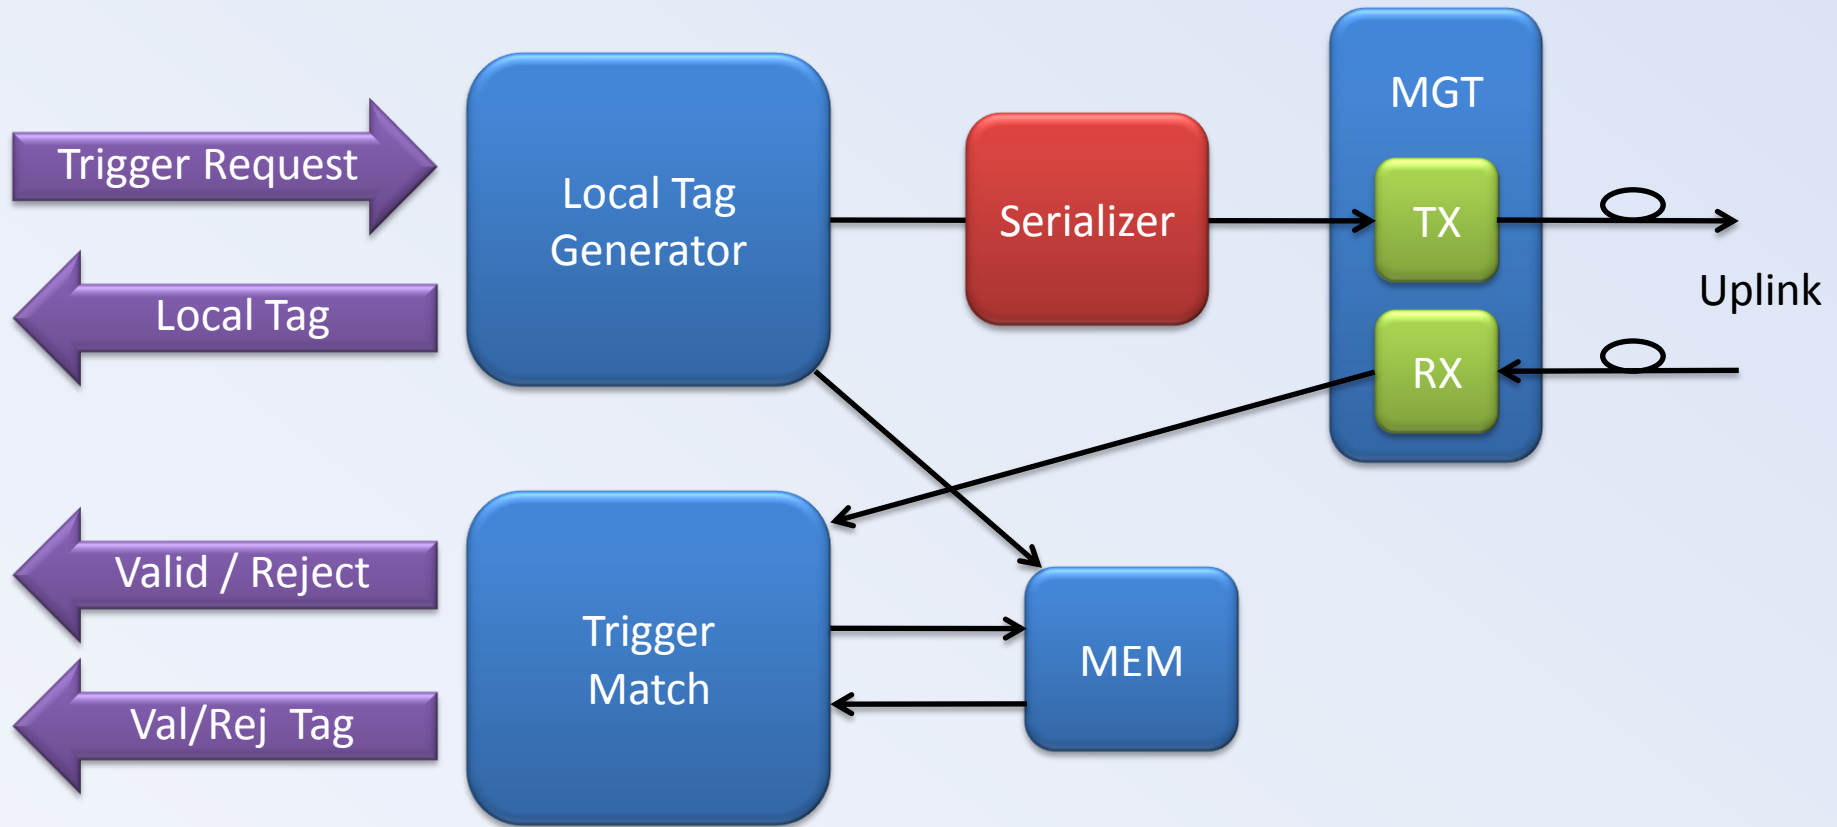 Trigger Request
Local Tag
Local Tag
Generator
Serializer
MGT
TX
RX
Uplink
Valid / Reject
Val/Rej Tag
Trigger
Match
MEM